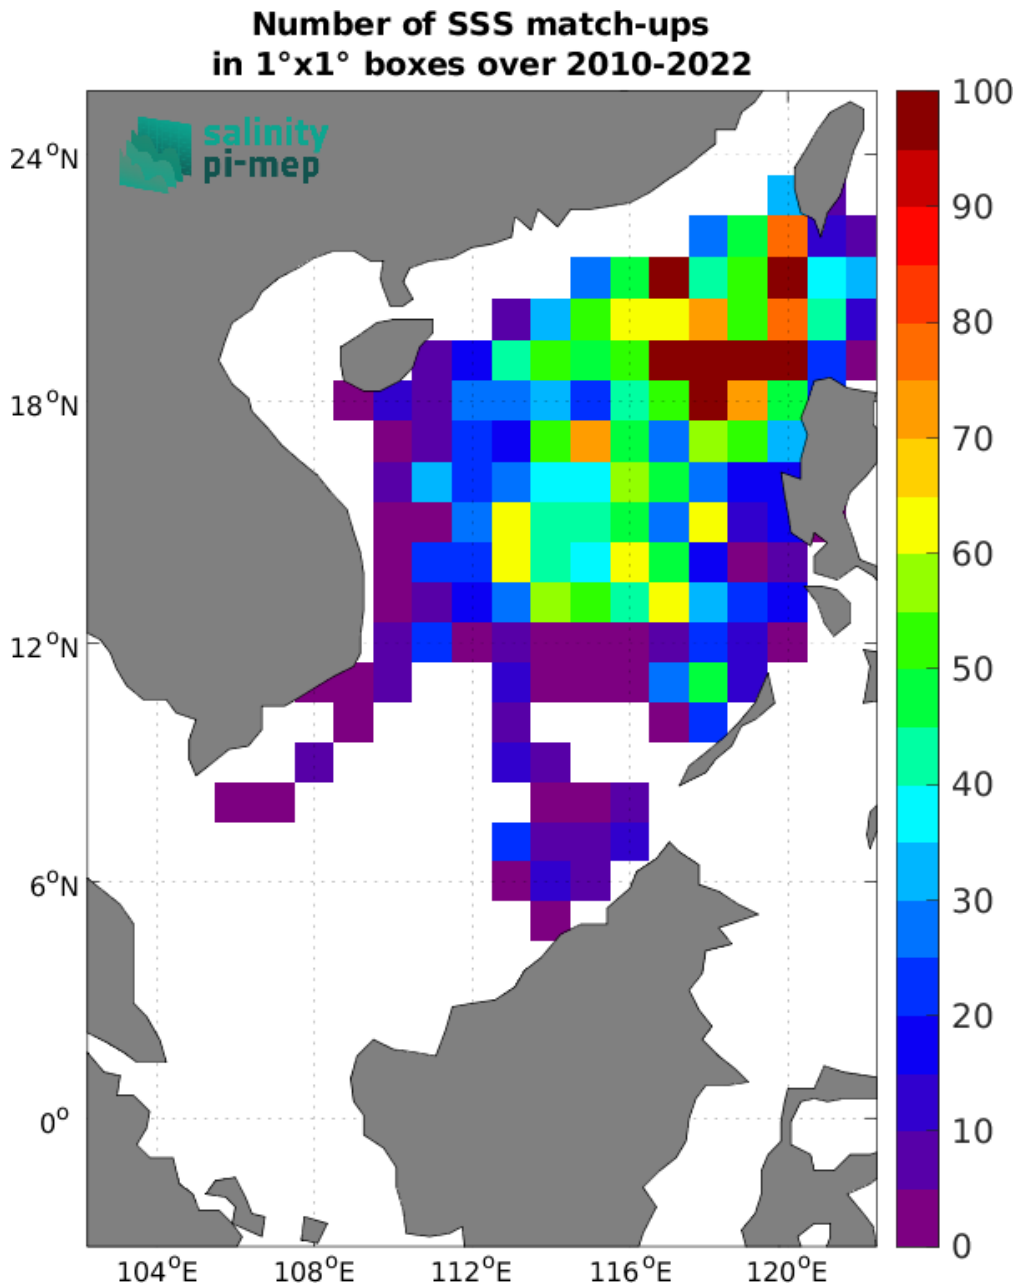 Number of SSS match-ups
in 1°x1° boxes over 2010-2022
salinity
pi-mep
24°N
18°N
12°N
6°N
0°
104°E 108°E 112°E 116°E 120°E
100
90
80
70
60
50
40
30
20
10
0